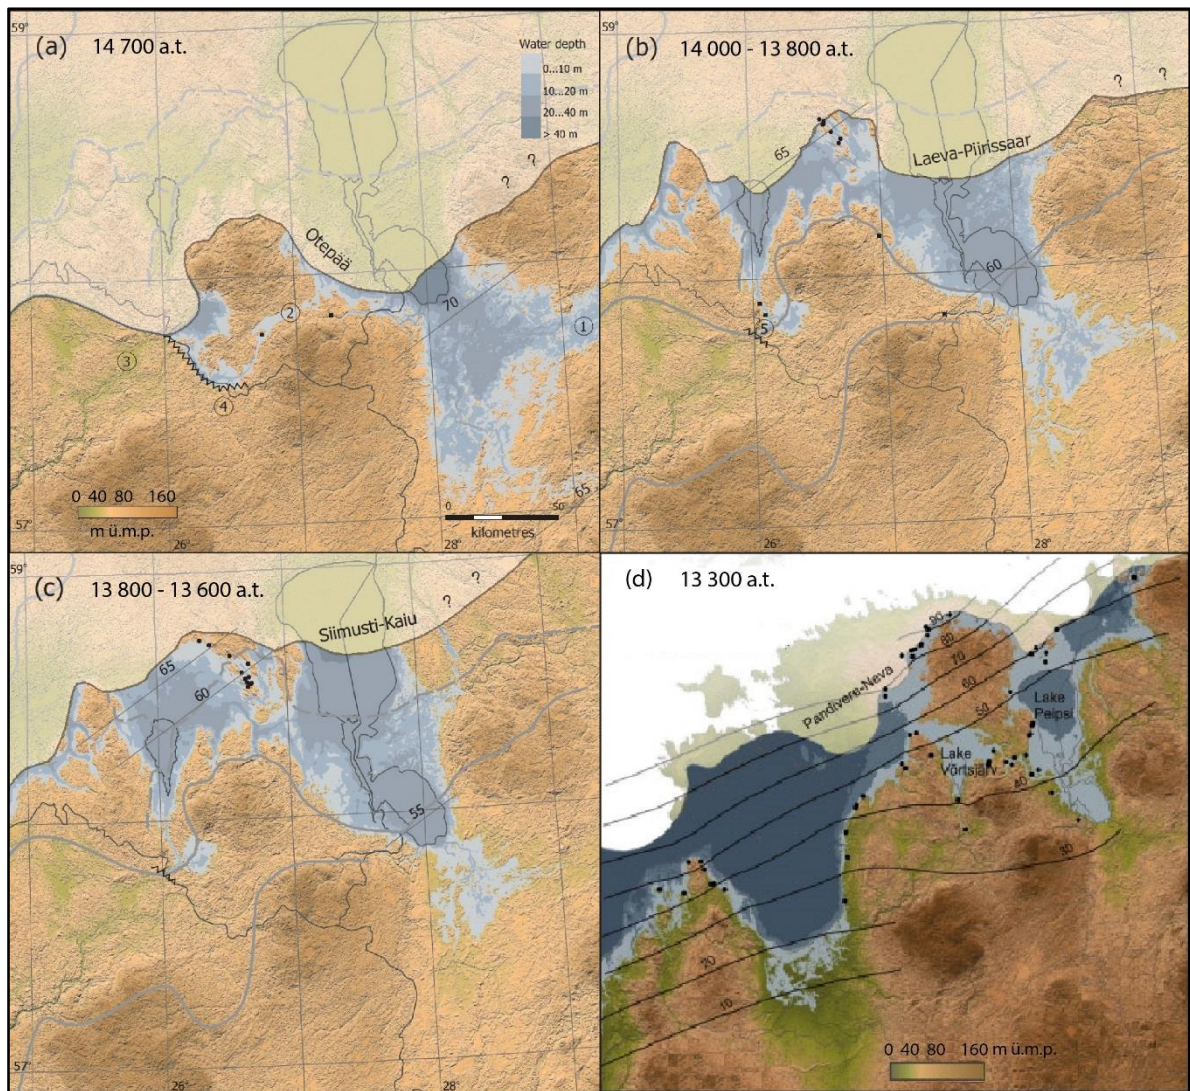 59°
(a) 14 700 a.t.
Water depth
0...10 m
10...20 m
20...40 m
> 40 m
?
?
Otepää
70
1
2
3
4
65
0 40 80 160
m ü.m.p.
0 50
kilometres
57°
26°
28°
59°
(b) 14 000 - 13 800 a.t.
?
?
65
Laeva-Piirissaar
60
5
57°
26°
28°
59°
(c) 13 800 - 13 600 a.t.
?
Siimusti-Kaiu
65
60
55
57°
26°
28°
(d) 13 300 a.t.
90
80
70
60
50
Pandivere-Neva
Lake
Peipsi
Lake
Võrtsjärv
40
30
10
0 40 80 160 m ü.m.p.